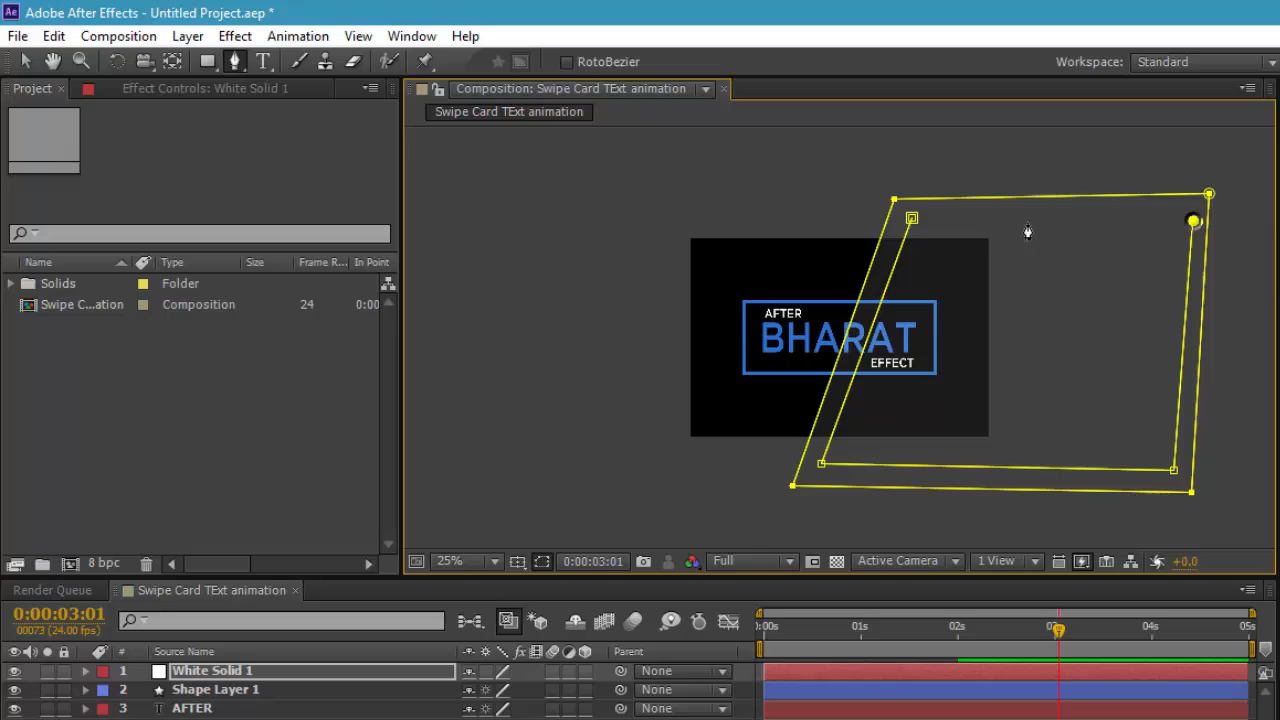 Ae Adobe After Effects - Untitled Project.aep *
File Edit Composition Layer Effect Animation View Window Help
RotoBezier Workspace: Standard
Project × Effect Controls: White Solid 1
Composition: Swipe Card TExt animation
Swipe Card TExt animation
Name Type Size Frame R... In Point
Solids Folder
Swipe C...ation Composition 24 0:00
AFTER
BHARAT
EFFECT
8 bpc
25% 0:00:03:01 Full Active Camera 1 View +0.0
Render Queue Swipe Card TExt animation ×
0:00:03:01
00073 (24.00 fps)
:00s 01s 02s 04s 05s
# Source Name Parent
1 White Solid 1 None
2 Shape Layer 1 None
3 T AFTER None